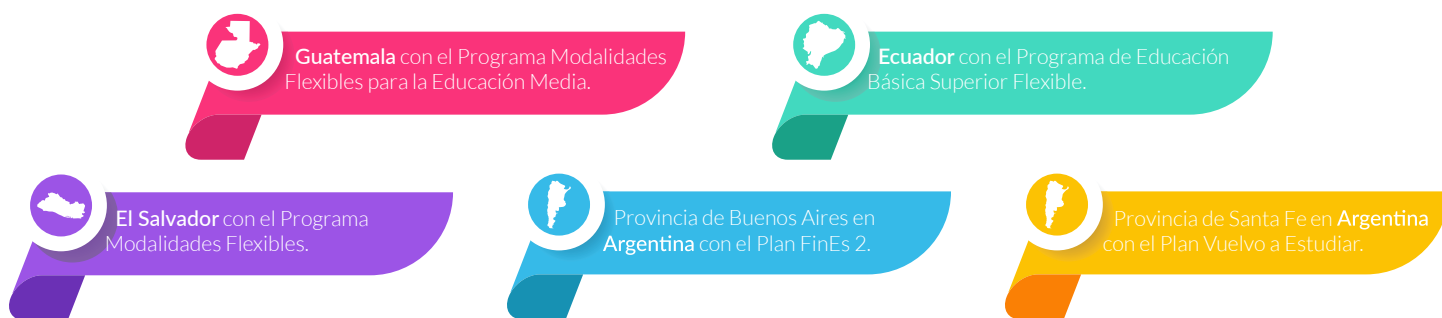 Guatemala con el Programa Modalidades
Flexibles para la Educación Media.
Ecuador con el Programa de Educación
Básica Superior Flexible.
El Salvador con el Programa
Modalidades Flexibles.
Provincia de Buenos Aires en
Argentina con el Plan FinEs 2.
Provincia de Santa Fe en Argentina
con el Plan Vuelvo a Estudiar.